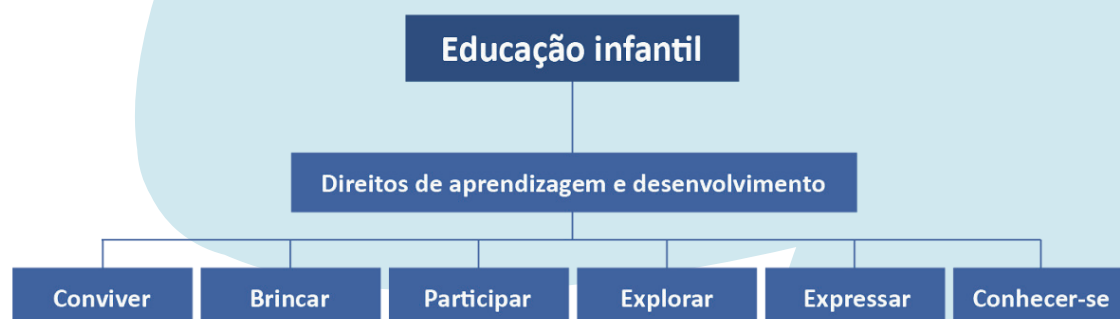 Educação infantil
Direitos de aprendizagem e desenvolvimento
Conviver
Brincar
Participar
Explorar
Expressar
Conhecer-se